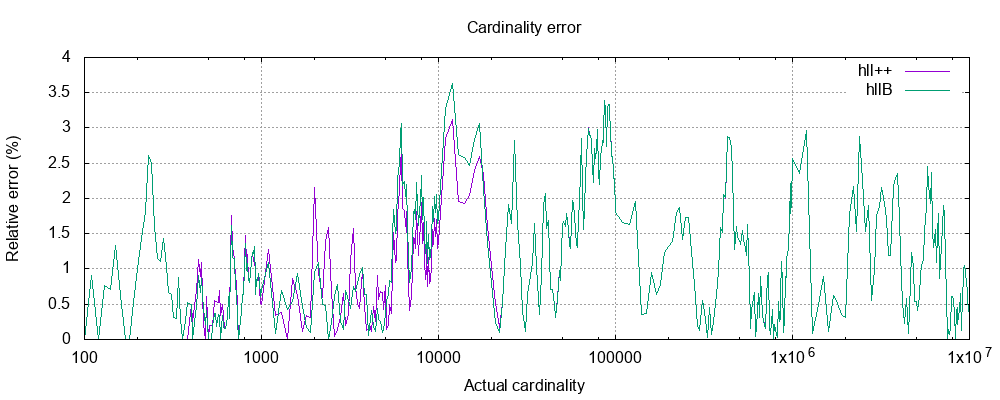 Cardinality error
4
3.5
3
2.5
2
1.5
1
0.5
0
Relative error (%)
hll++
hllB
100 1000 10000 100000 1x10^6 1x10^7
Actual cardinality